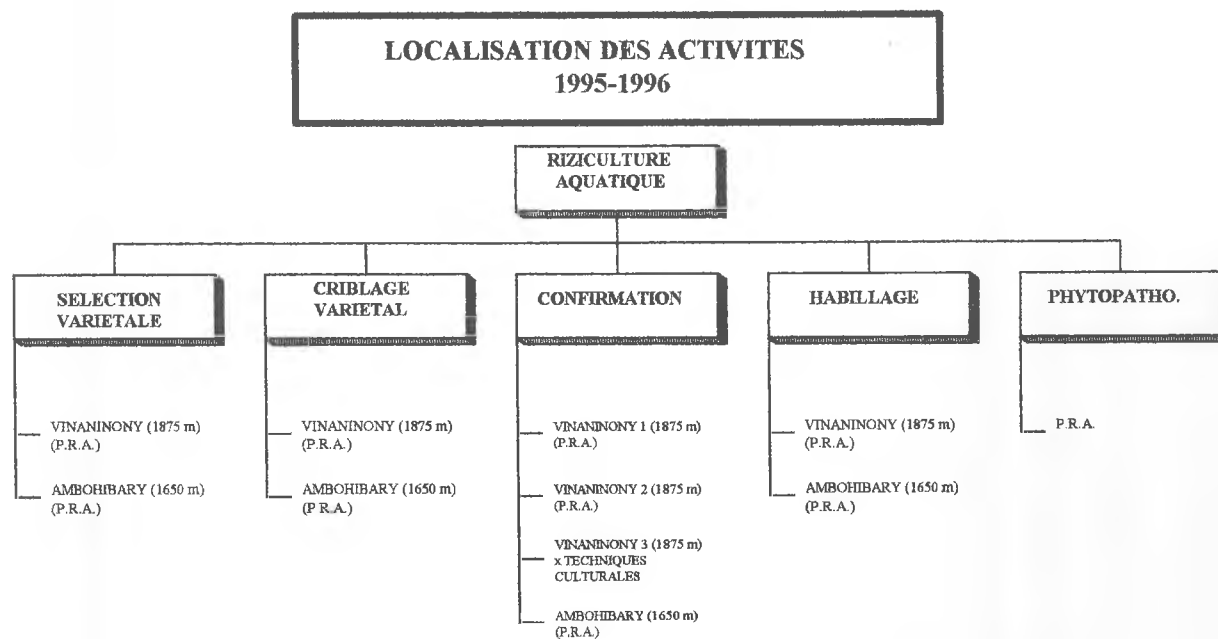 LOCALISATION DES ACTIVITES
1995-1996
RIZICULTURE
AQUATIQUE
SELECTION
VARIETALE
VINANINONY (1875 m)
(P.R.A.)
AMBOHIBARY (1650 m)
(P.R.A.)
CRIBLAGE
VARIETAL
VINANINONY (1875 m)
(P.R.A.)
AMBOHIBARY (1650 m)
(P.R.A.)
CONFIRMATION
VINANINONY 1 (1875 m)
(P.R.A.)
VINANINONY 2 (1875 m)
(P.R.A.)
VINANINONY 3 (1875 m)
x TECHNIQUES
CULTURALES
AMBOHIBARY (1650 m)
(P.R.A.)
HABILLAGE
VINANINONY (1875 m)
(P.R.A.)
AMBOHIBARY (1650 m)
(P.R.A.)
PHYTOPATHO.
P.R.A.